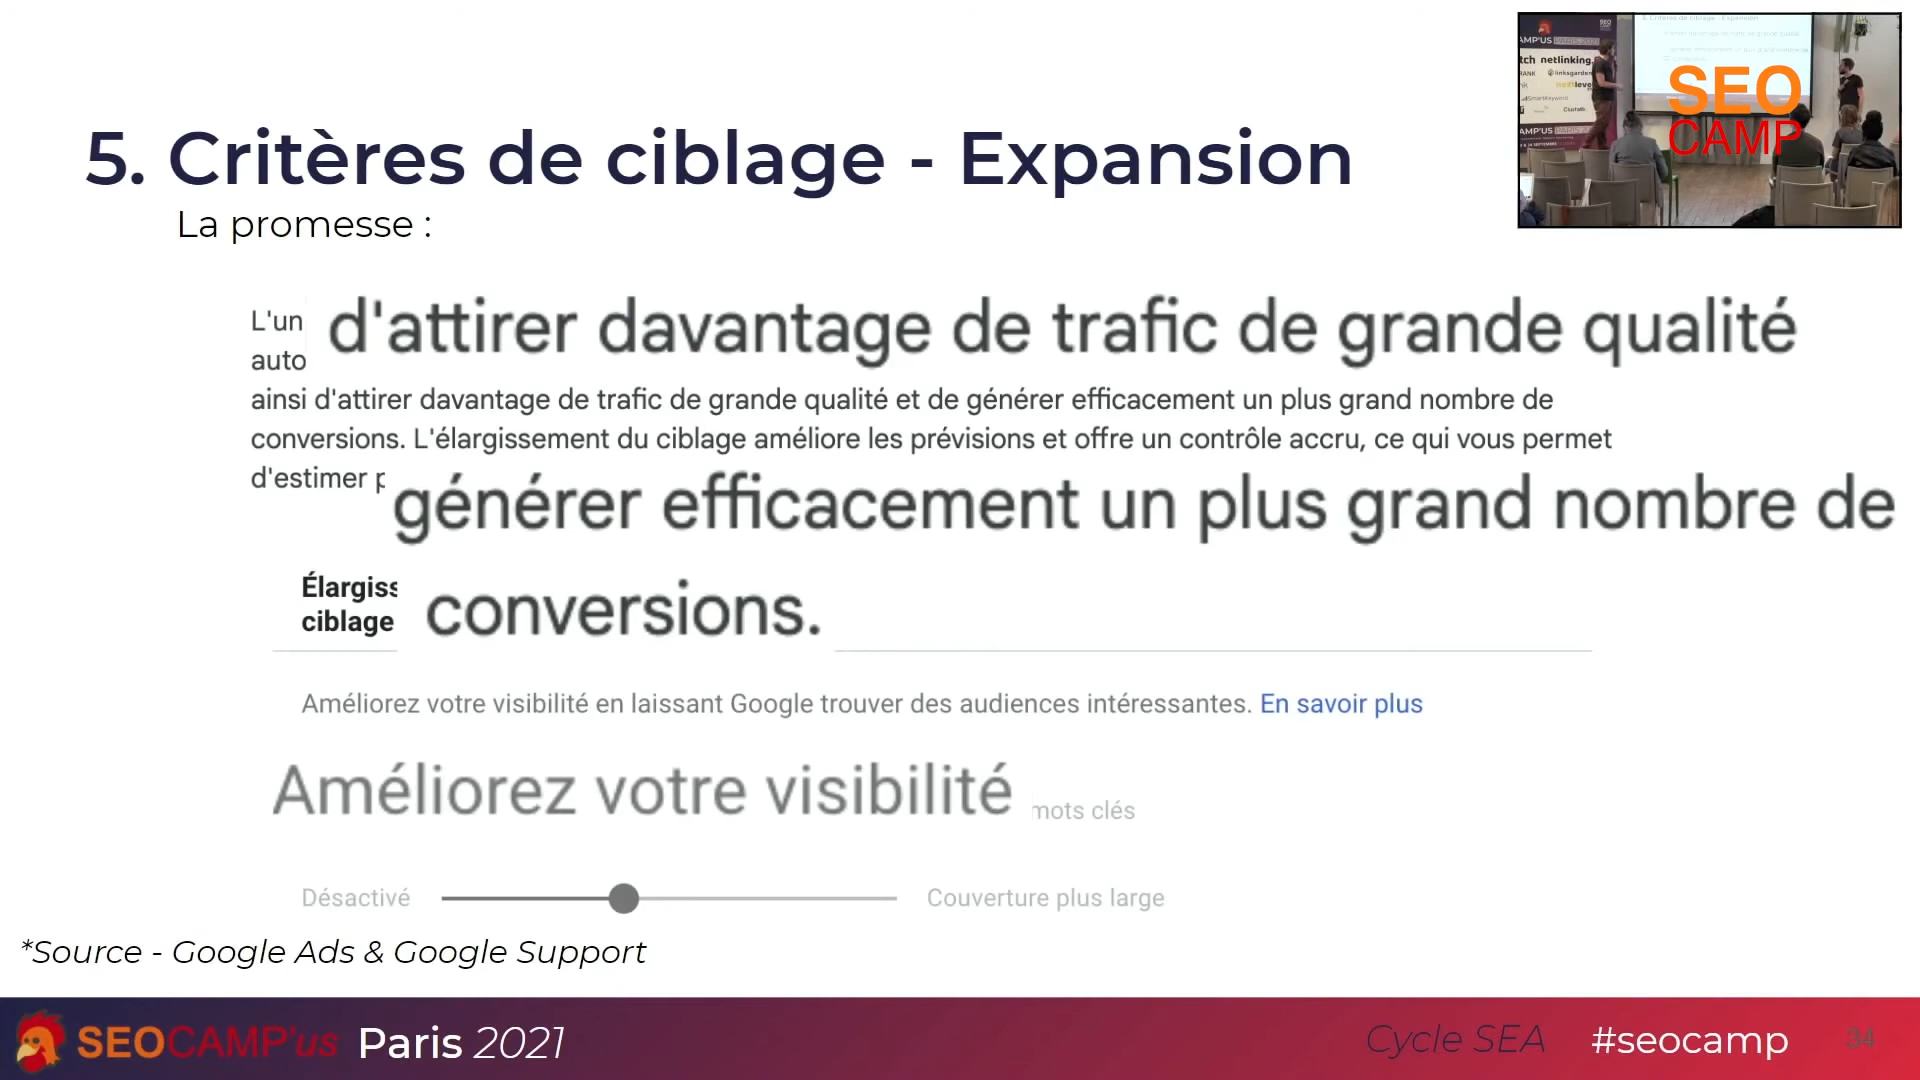 5. Critères de ciblage - Expansion
La promesse :
L'un
d'attirer davantage de trafic de grande qualité
auto
ainsi d'attirer davantage de trafic de grande qualité et de générer efficacement un plus grand nombre de
conversions. L'élargissement du ciblage améliore les prévisions et offre un contrôle accru, ce qui vous permet
d'estimer p
générer efficacement un plus grand nombre de
conversions.
Élargiss
ciblage
Améliorez votre visibilité en laissant Google trouver des audiences intéressantes. En savoir plus
Améliorez votre visibilité
mots clés
Désactivé
Couverture plus large
*Source - Google Ads & Google Support
SEOCAMP'us Paris 2021
Cycle SEA #seocamp 34
SEO
CAMP
netlinking.
linksgarden
SmartKeyword